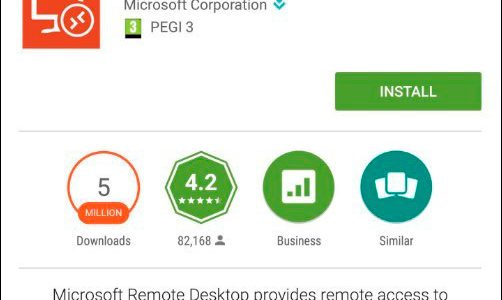 Microsoft Corporation
3 PEGI 3
INSTALL
5
MILLION
4.2
Downloads
82,168
Business
Similar
Microsoft Remote Desktop provides remote access to